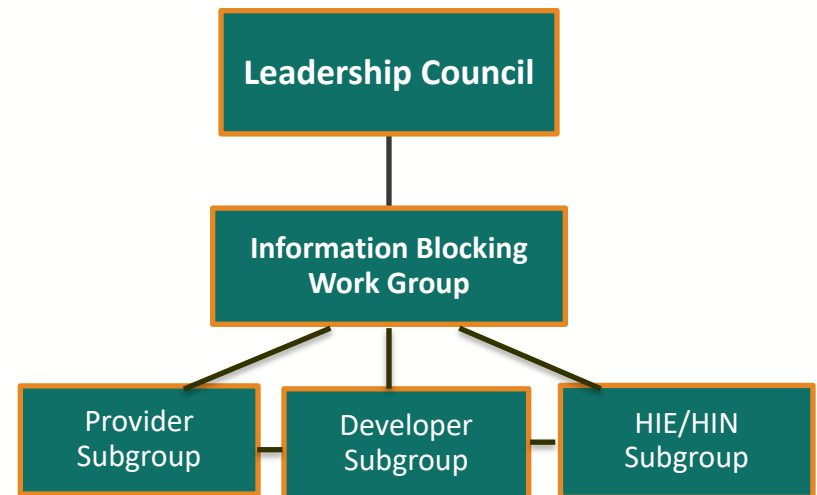 Leadership Council
Information Blocking
Work Group
Provider
Subgroup
Developer
Subgroup
HIE/HIN
Subgroup